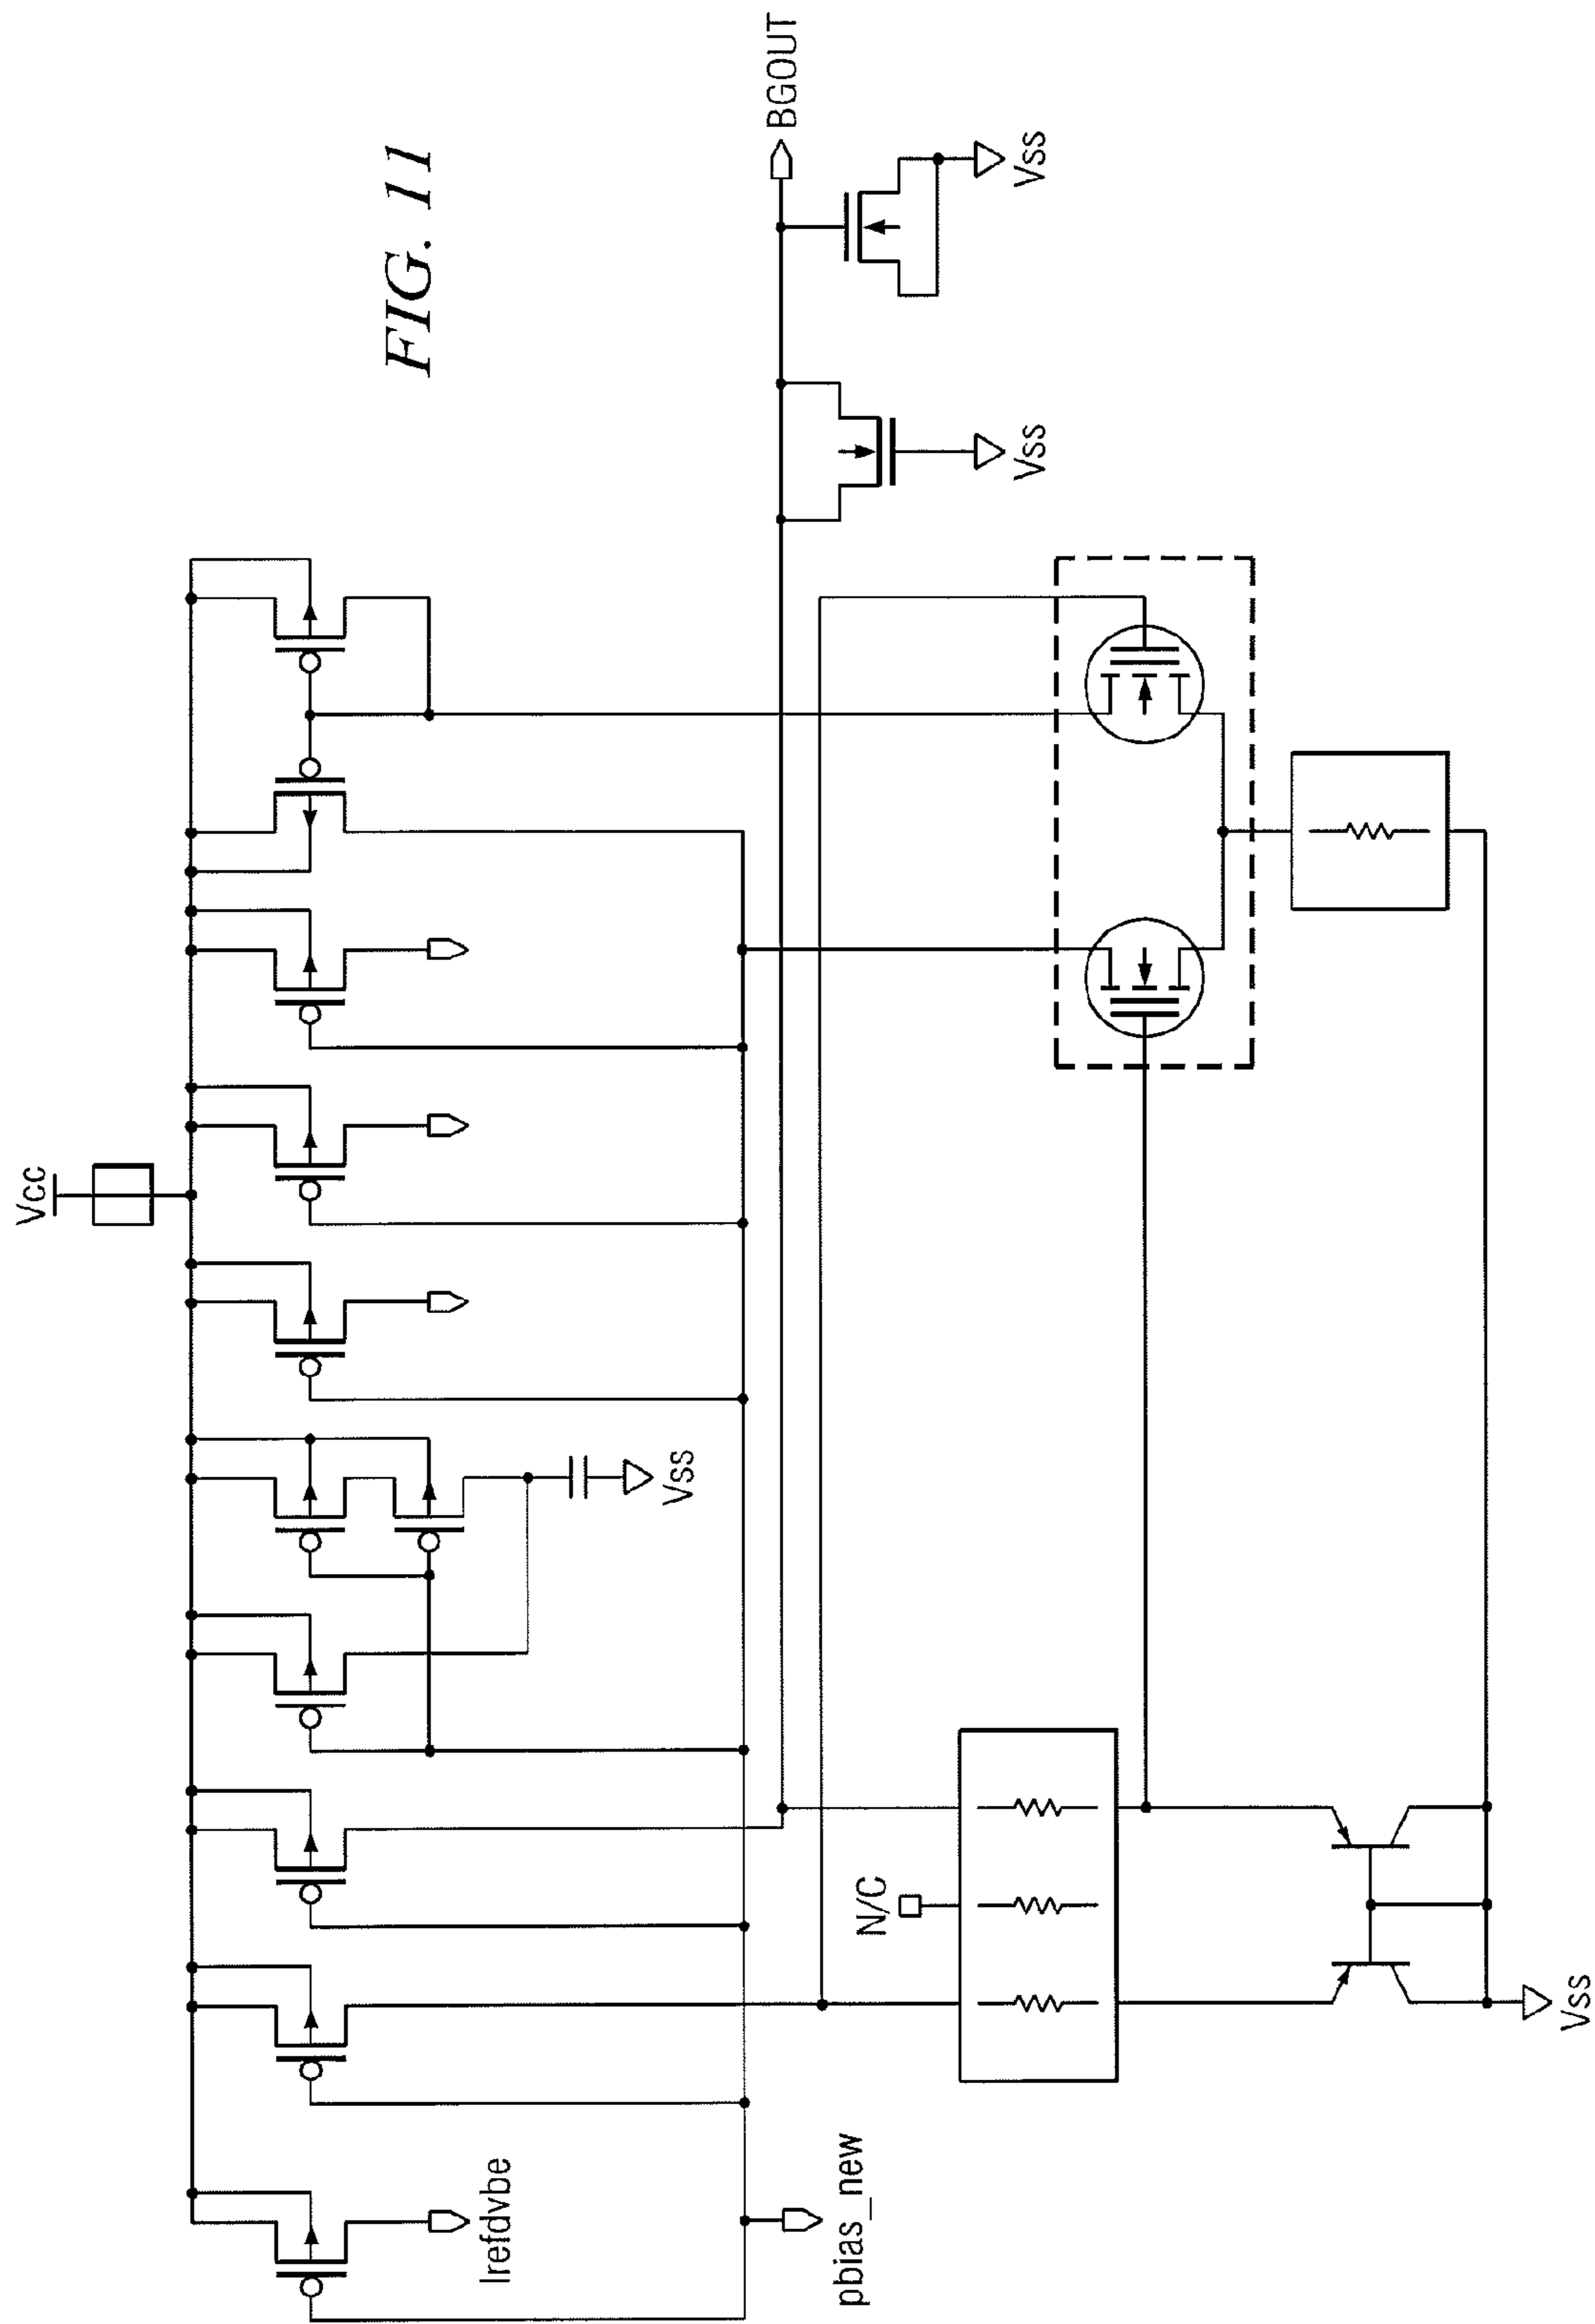 FIG. 11
Vcc
BGOUT
Vss
Vss
Vss
N/C
Irefdvbe
pbias_new
Vss